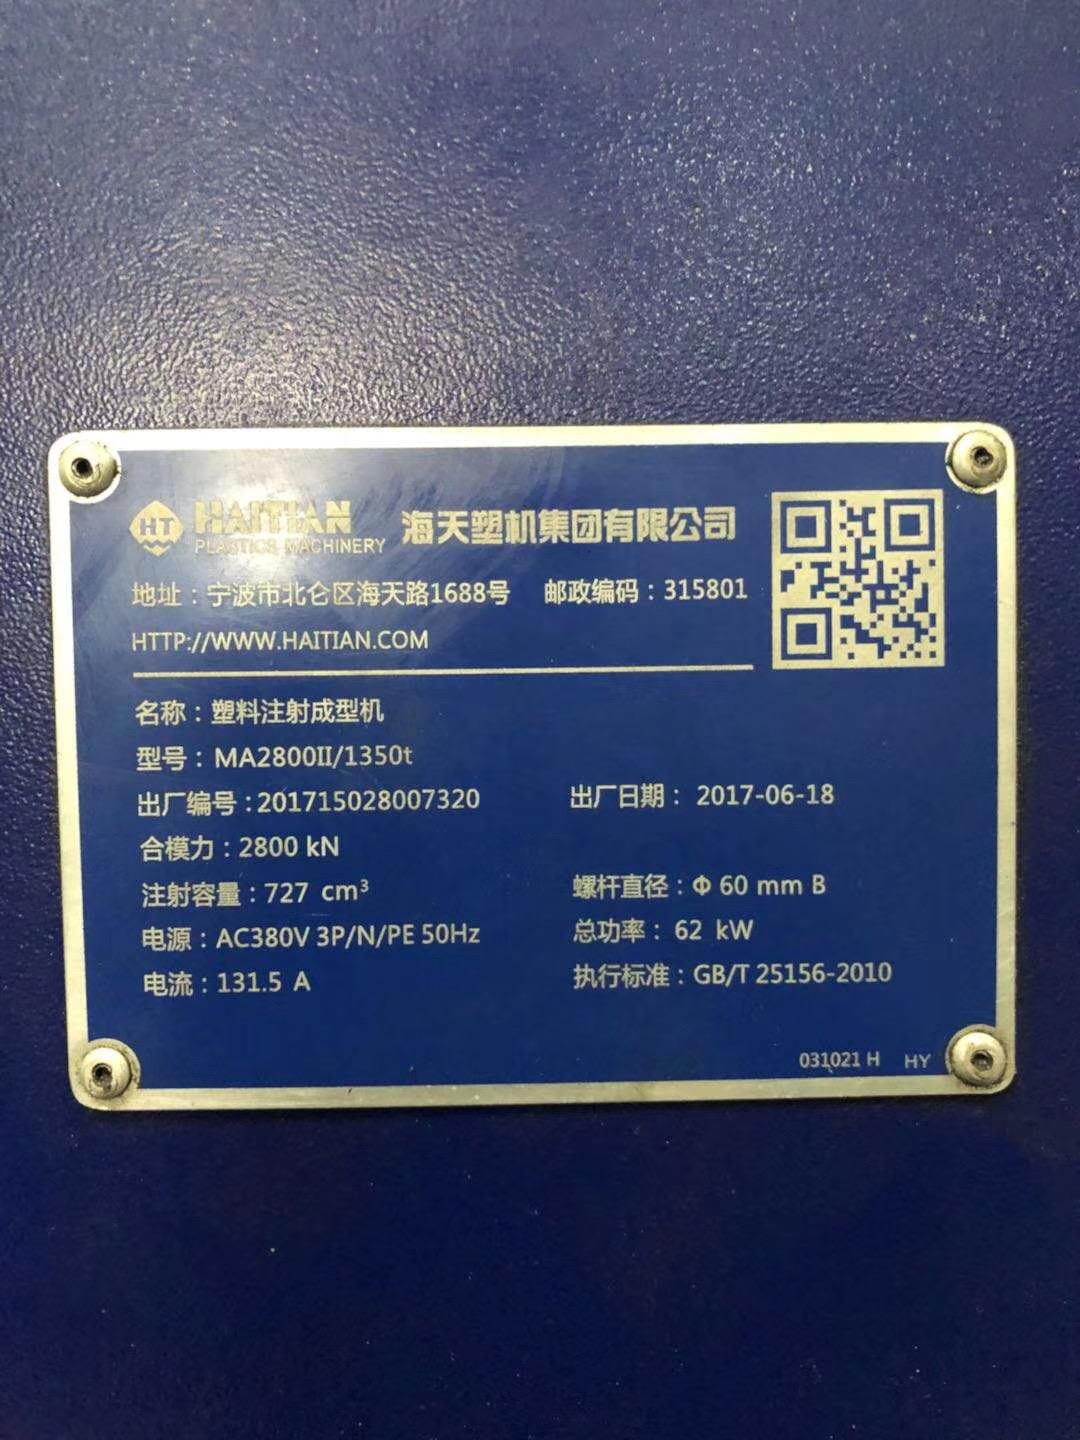 HT HAITIAN
PLASTICS MACHINERY 海天塑机集团有限公司
地址：宁波市北仑区海天路1688号 邮政编码：315801
HTTP://WWW.HAITIAN.COM
名称：塑料注射成型机
型号：MA2800II/1350t
出厂编号：201715028007320 出厂日期： 2017-06-18
合模力：2800 kN
注射容量：727 cm³ 螺杆直径：Φ 60 mm B
电源：AC380V 3P/N/PE 50Hz 总功率： 62 kW
电流：131.5 A 执行标准：GB/T 25156-2010
031021 H HY